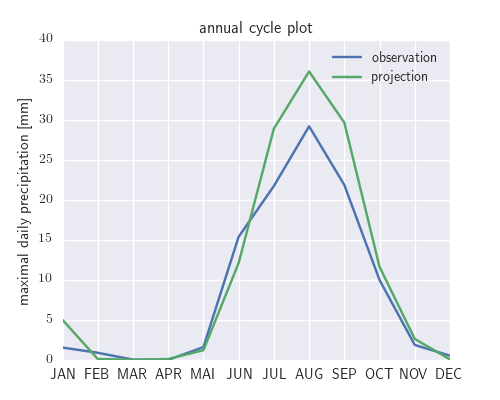 annual cycle plot
observation
projection
maximal daily precipitation [mm]
40
35
30
25
20
15
10
5
0
JAN FEB MAR APR MAI JUN JUL AUG SEP OCT NOV DEC